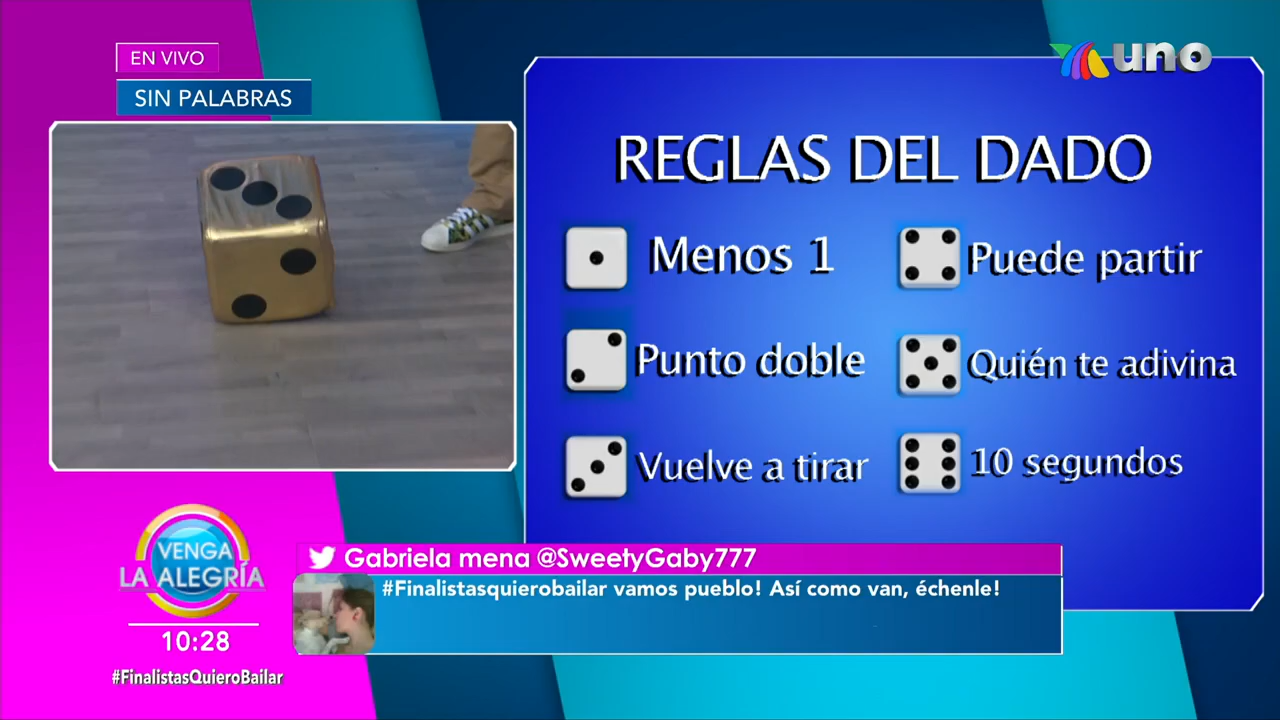 EN VIVO
SIN PALABRAS
uno
REGLAS DEL DADO
Menos 1
Puede partir
Punto doble
Quién te adivina
Vuelve a tirar
10 segundos
Gabriela mena @SweetyGaby777
#Finalistasquierobailar vamos pueblo! Así como van, échenle!
VENGA
LA ALEGRÍA
10:28
#FinalistasQuieroBailar